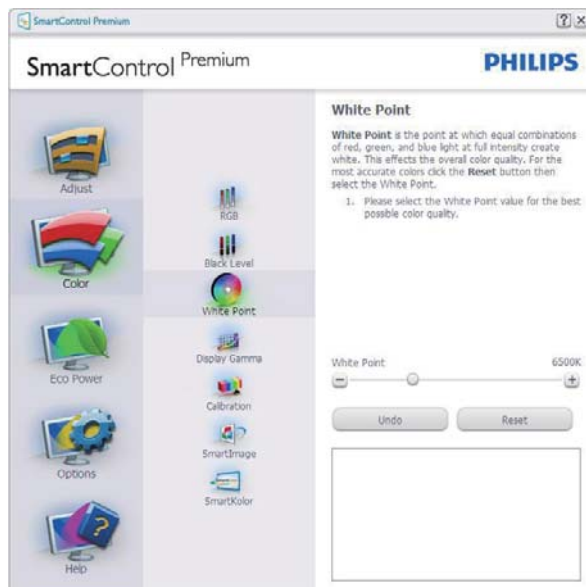 SmartControl Premium
SmartControl Premium
PHILIPS
Adjust
Color
Eco Power
Options
Help
RGB
Black Level
White Point
Display Gamma
Calibration
SmartImage
SmartKolor
White Point
White Point is the point at which equal combinations
of red, green, and blue light at full intensity create
white. This effects the overall color quality. For the
most accurate colors click the Reset button then
select the White Point.
1. Please select the White Point value for the best
possible color quality.
White Point 6500K
Undo Reset